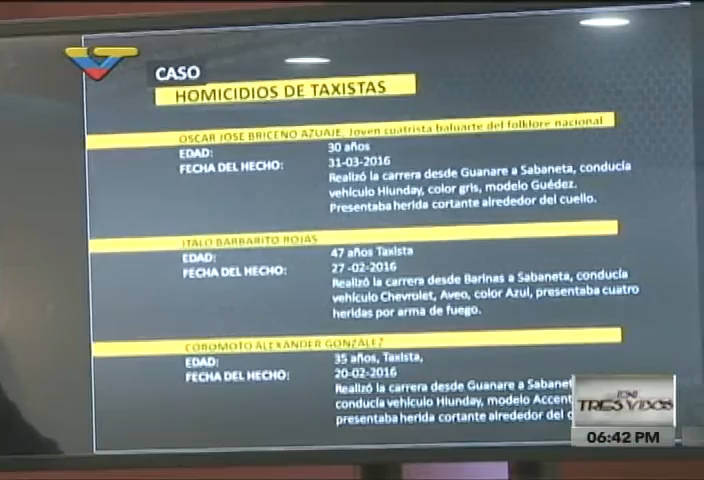 VTV
CASO
HOMICIDIOS DE TAXISTAS
OSCAR JOSE BRICEÑO AZUAJE, Joven cuatrista baluarte del folklore nacional
EDAD: 30 años
FECHA DEL HECHO: 31-03-2016
Realizó la carrera desde Guanare a Sabaneta, conducía
vehículo Hiunday, color gris, modelo Guédez.
Presentaba herida cortante alrededor del cuello.
ITALO BARBARITO ROJAS
EDAD: 47 años Taxista
FECHA DEL HECHO: 27 -02-2016
Realizó la carrera desde Barinas a Sabaneta, conducía
vehículo Chevrolet, Aveo, color Azul, presentaba cuatro
heridas por arma de fuego.
COROMOTO ALEXANDER GONZALEZ
EDAD: 35 años, Taxista,
FECHA DEL HECHO: 20-02-2016
Realizó la carrera desde Guanare a
conducía vehículo Hiunday, modelo Accent
presentaba herida cortante alrededor del
CON
TRES Y DOS
06:42 PM